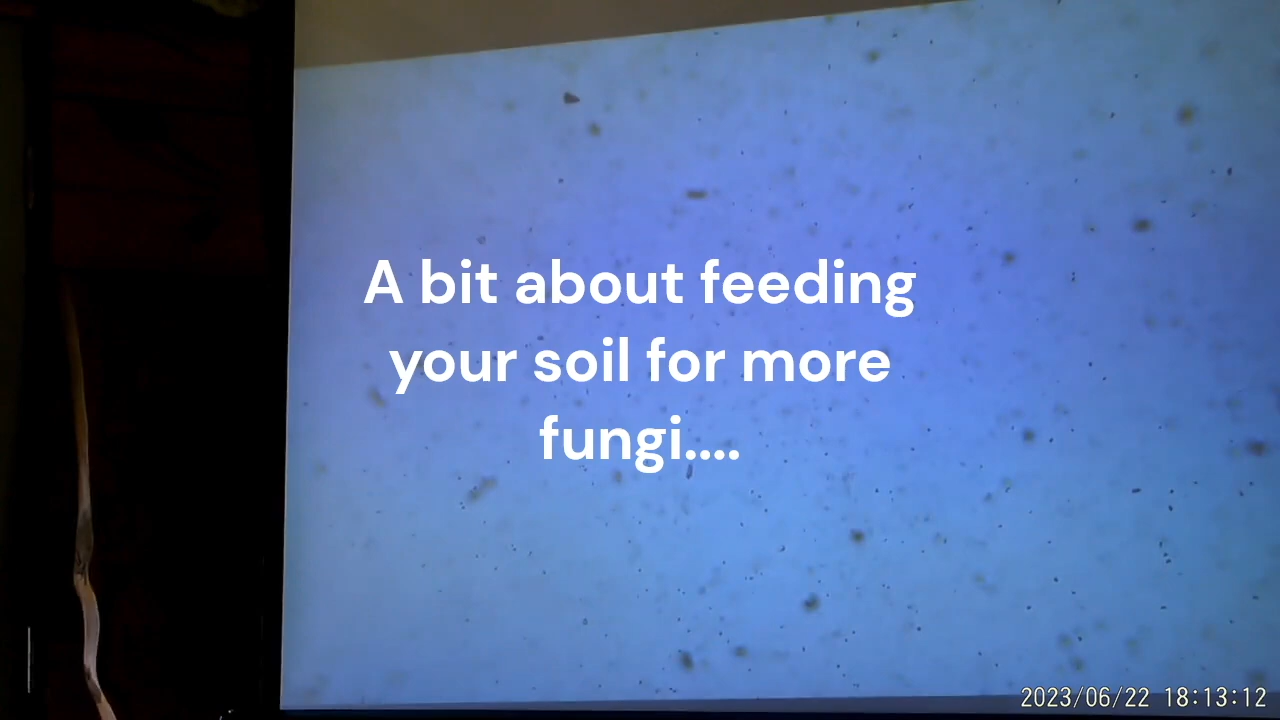 A bit about feeding
your soil for more
fungi....
2023/06/22 18:13:12